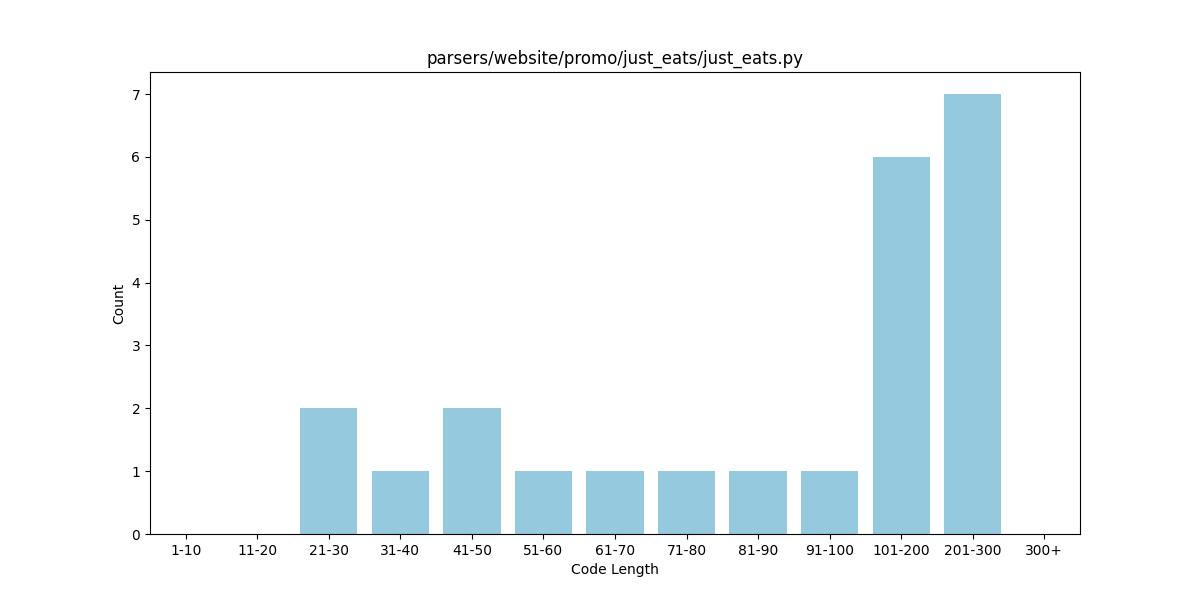 parsers/website/promo/just_eats/just_eats.py
7
6
5
4
3
2
1
0
Count
1-10 11-20 21-30 31-40 41-50 51-60 61-70 71-80 81-90 91-100 101-200 201-300 300+
Code Length